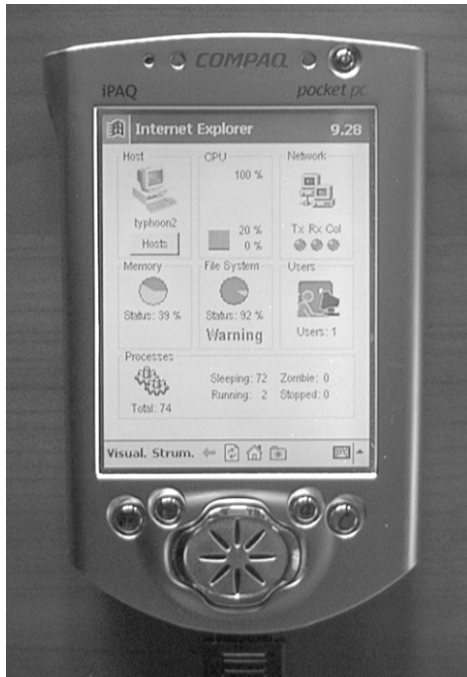 COMPAQ
iPAQ pocket pc
Internet Explorer 9.28
Host CPU Network
100 %
typhoon2 20 % Tx Rx Col
Hosts 0 %
Memory File System Users
Status: 39 % Status: 92 % Users: 1
Warning
Processes
Sleeping: 72 Zombie: 0
Running: 2 Stopped: 0
Total: 74
Visual. Strum.